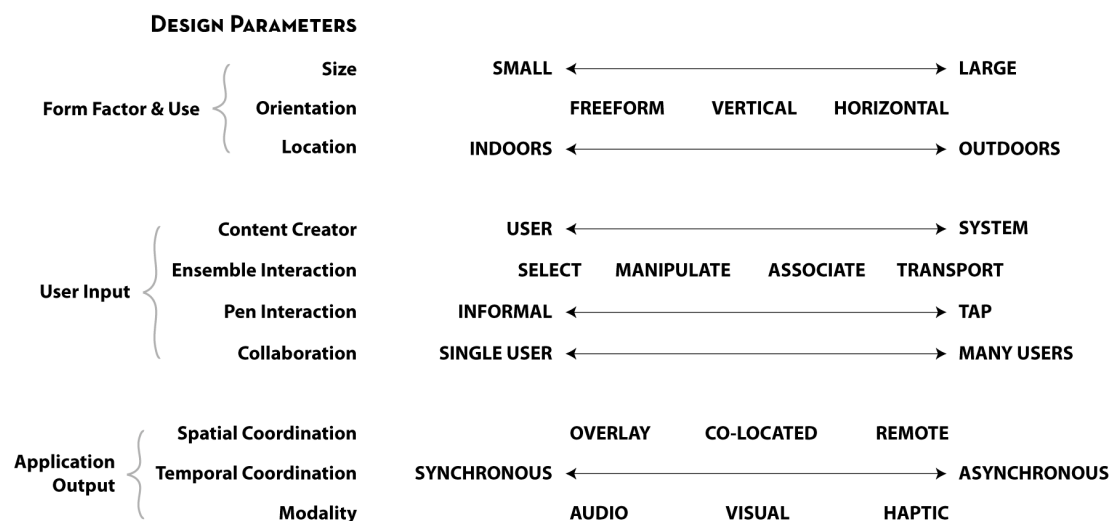 DESIGN PARAMETERS
Form Factor & Use
Size SMALL LARGE
Orientation FREEFORM VERTICAL HORIZONTAL
Location INDOORS OUTDOORS
User Input
Content Creator USER SYSTEM
Ensemble Interaction SELECT MANIPULATE ASSOCIATE TRANSPORT
Pen Interaction INFORMAL TAP
Collaboration SINGLE USER MANY USERS
Application
Output
Spatial Coordination OVERLAY CO-LOCATED REMOTE
Temporal Coordination SYNCHRONOUS ASYNCHRONOUS
Modality AUDIO VISUAL HAPTIC